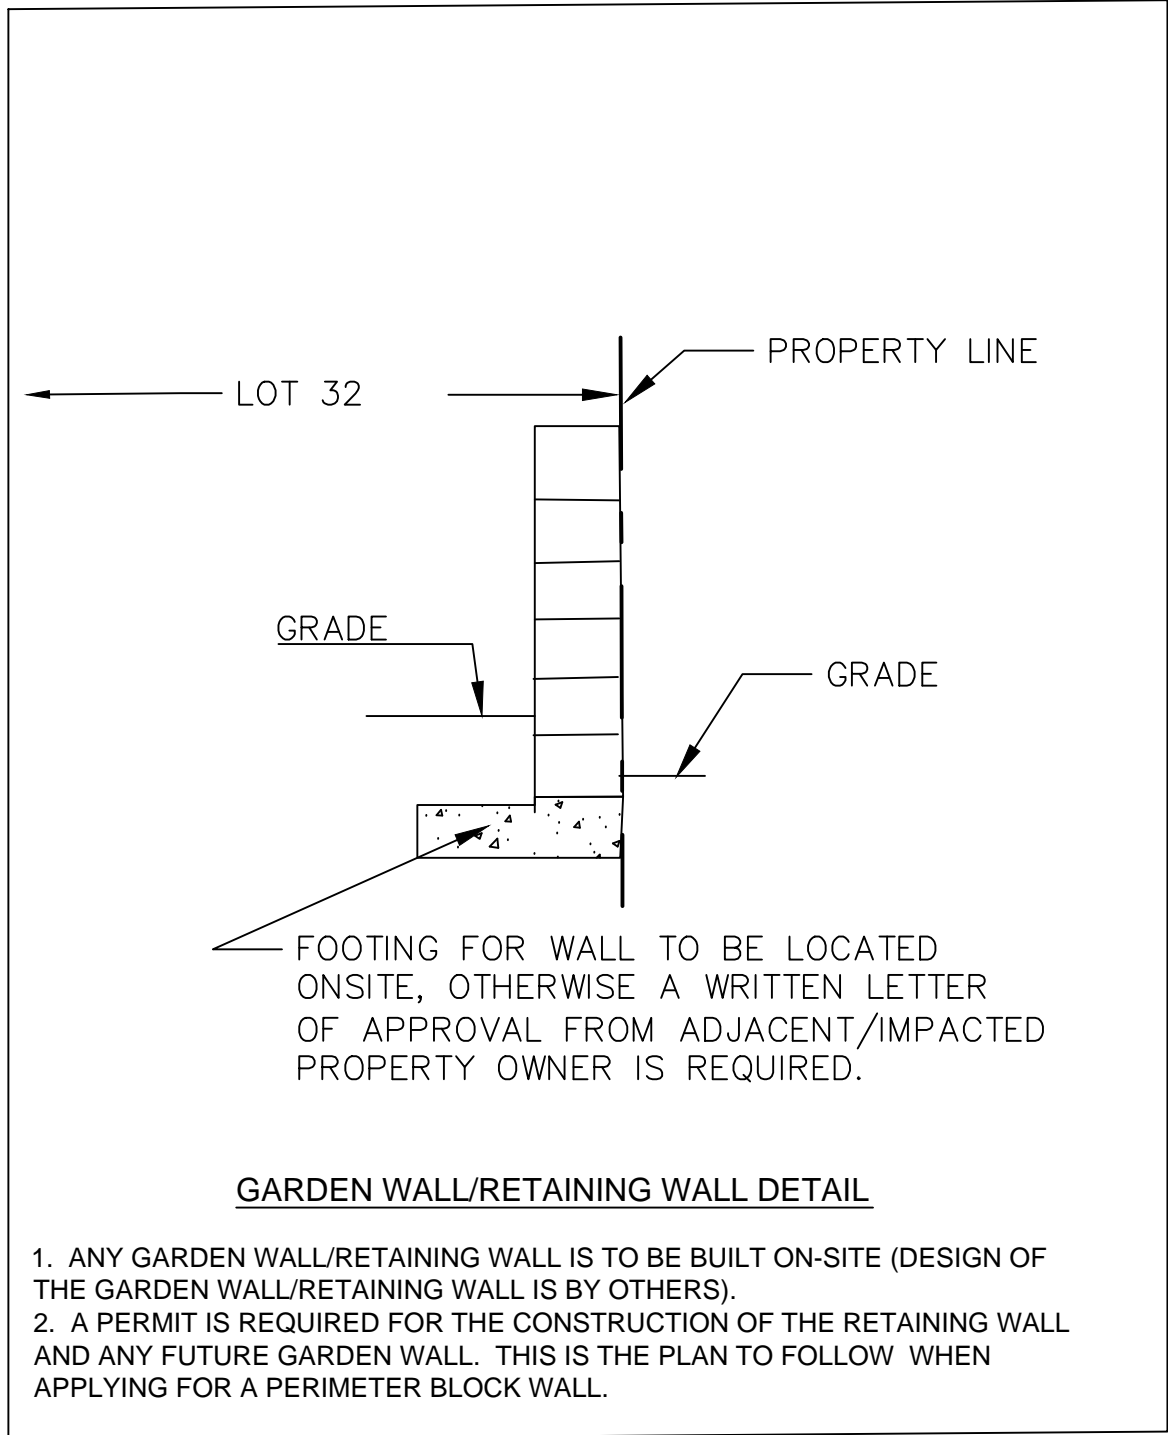 PROPERTY LINE
LOT 32
GRADE
GRADE
FOOTING FOR WALL TO BE LOCATED
ONSITE, OTHERWISE A WRITTEN LETTER
OF APPROVAL FROM ADJACENT/IMPACTED
PROPERTY OWNER IS REQUIRED.
GARDEN WALL/RETAINING WALL DETAIL
1. ANY GARDEN WALL/RETAINING WALL IS TO BE BUILT ON-SITE (DESIGN OF
THE GARDEN WALL/RETAINING WALL IS BY OTHERS).
2. A PERMIT IS REQUIRED FOR THE CONSTRUCTION OF THE RETAINING WALL
AND ANY FUTURE GARDEN WALL. THIS IS THE PLAN TO FOLLOW WHEN
APPLYING FOR A PERIMETER BLOCK WALL.